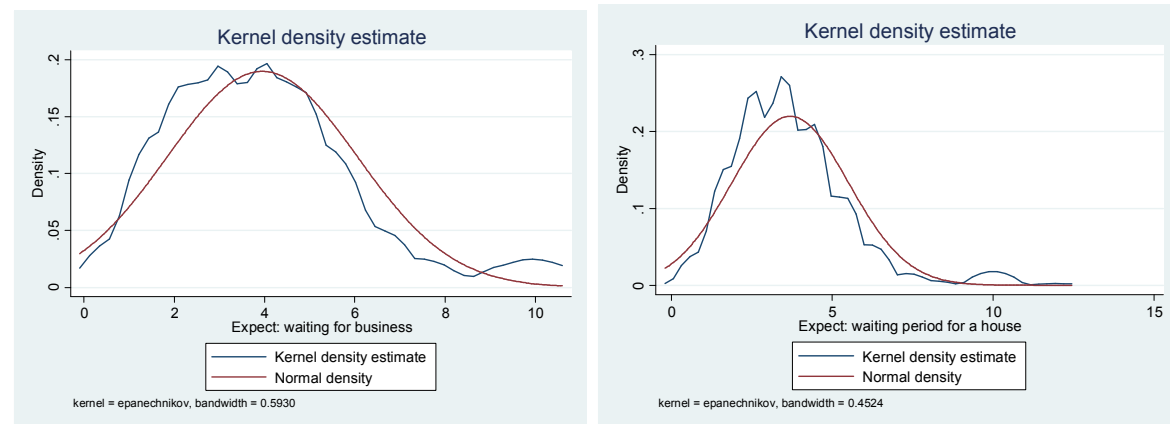 Kernel density estimate
.2
.15
.1
.05
0
Density
0 2 4 6 8 10
Expect: waiting for business
Kernel density estimate
Normal density
kernel = epanechnikov, bandwidth = 0.5930
Kernel density estimate
.3
.2
.1
0
Density
0 5 10 15
Expect: waiting period for a house
Kernel density estimate
Normal density
kernel = epanechnikov, bandwidth = 0.4524